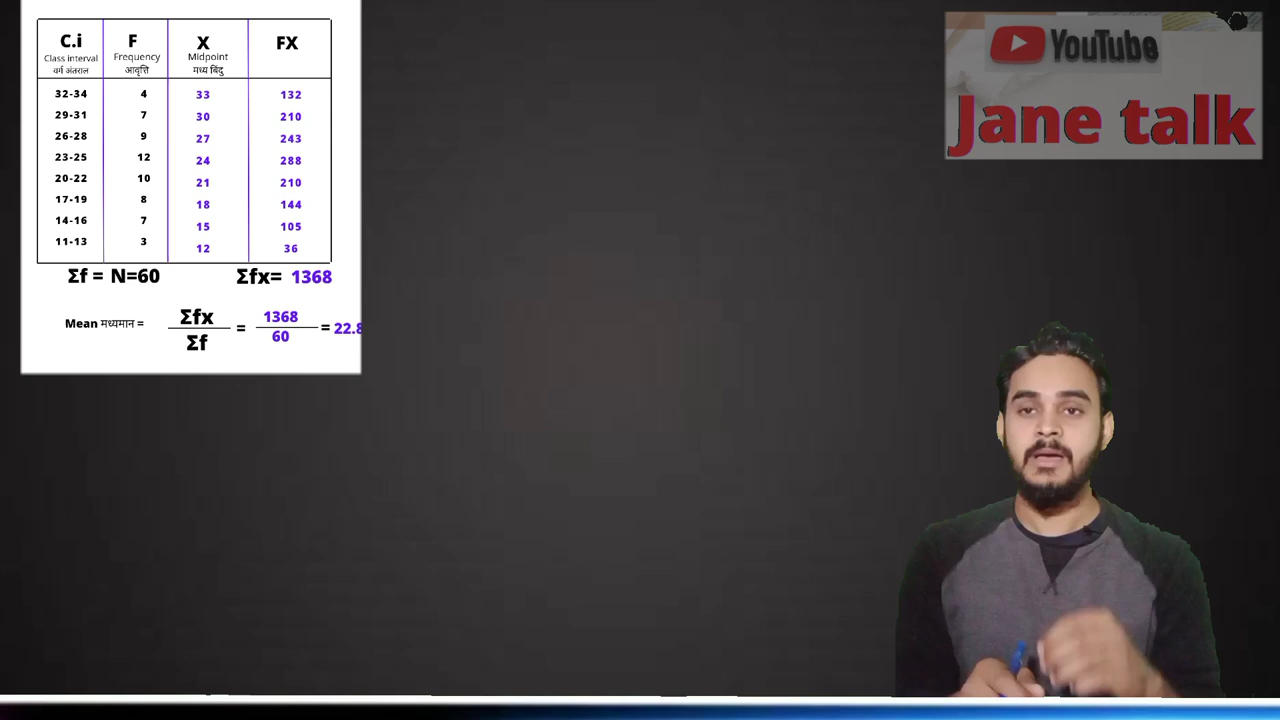 C.i F X FX
Class interval Frequency Midpoint
वर्ग अंतराल आवृत्ति मध्य बिंदु
32-34 4 33 132
29-31 7 30 210
26-28 9 27 243
23-25 12 24 288
20-22 10 21 210
17-19 8 18 144
14-16 7 15 105
11-13 3 12 36
Σf = N=60 Σfx= 1368
Mean मध्यमान = Σfx / Σf = 1368 / 60 = 22.8
YouTube
Jane talk